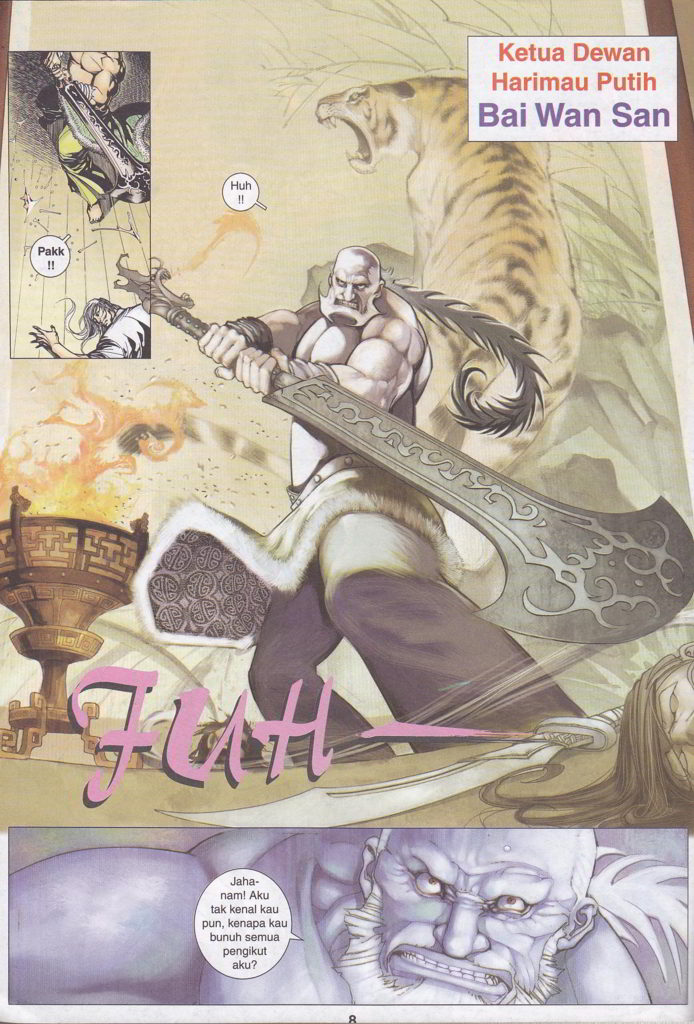 Ketua Dewan
Harimau Putih
Bai Wan San
Huh
!!
Pakk
!!
FUH
Jaha-
nam! Aku
tak kenal kau
pun, kenapa kau
bunuh semua
pengikut
aku?
8